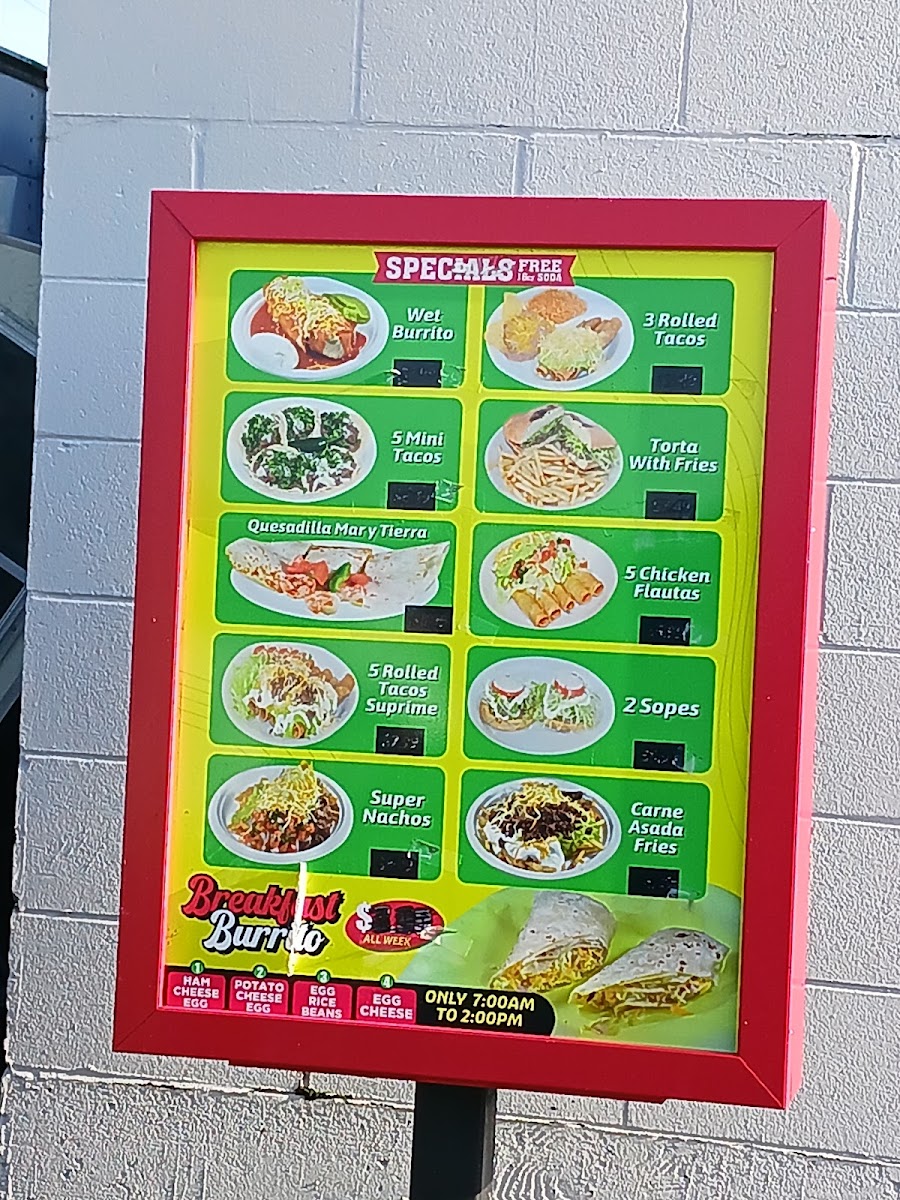 SPECIALS
FREE
16oz SODA
Wet
Burrito
3 Rolled
Tacos
5 Mini
Tacos
Torta
With Fries
Quesadilla Mar y Tierra
5 Chicken
Flautas
5 Rolled
Tacos
Suprime
2 Sopes
Super
Nachos
Carne
Asada
Fries
Breakfast
Burrito
$
ALL WEEK
1
HAM
CHEESE
EGG
2
POTATO
CHEESE
EGG
3
EGG
RICE
BEANS
4
EGG
CHEESE
ONLY 7:00AM
TO 2:00PM